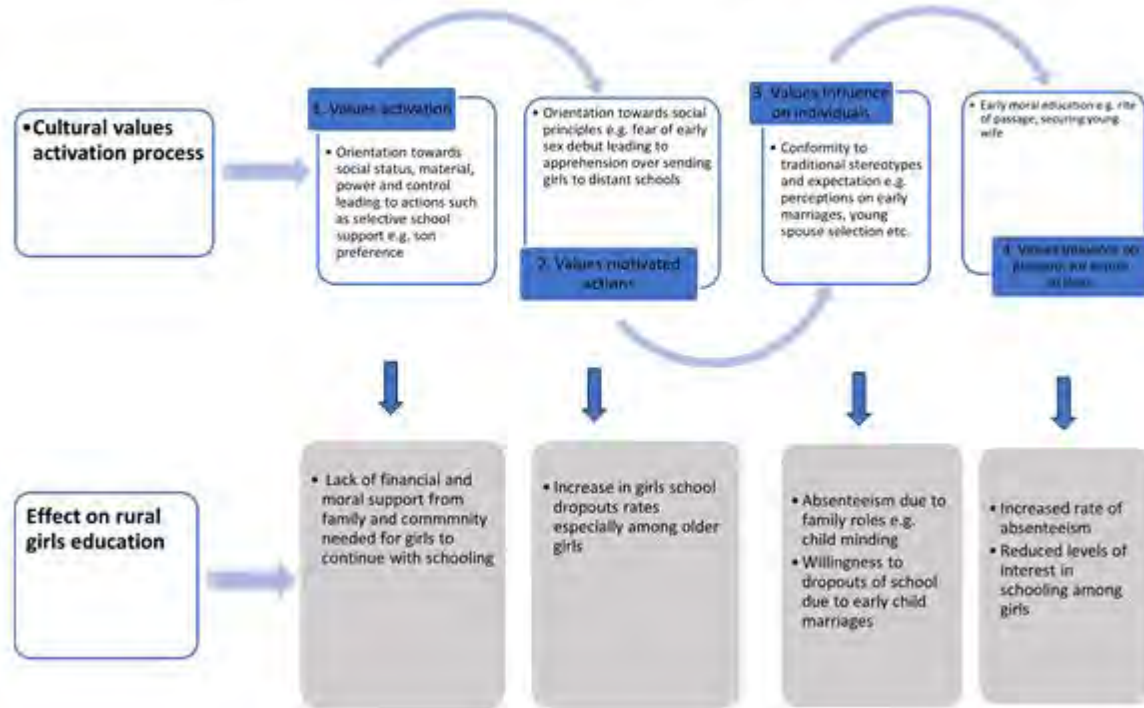 •Cultural values
activation process
1. Values activation
• Orientation towards
social status, material,
power and control
leading to actions such
as selective school
support e.g. son
preference
• Orientation towards social
principles e.g. fear of early
sex debut leading to
apprehension over sending
girls to distant schools
2. Values motivated
actions
3. Values influence
on individuals
• Conformity to
traditional stereotypes
and expectation e.g.
perceptions on early
marriages, young
spouse selection etc.
• Early moral education e.g. rite
of passage, securing young
wife
4. Values influence on
Effect on rural
girls education
• Lack of financial and
moral support from
family and commmnity
needed for girls to
continue with schooling
• Increase in girls school
dropouts rates
especially among older
girls
• Absenteeism due to
family roles e.g.
child minding
• Willingness to
dropouts of school
due to early child
marriages
• Increased rate of
absenteeism
• Reduced levels of
interest in
schooling among
girls